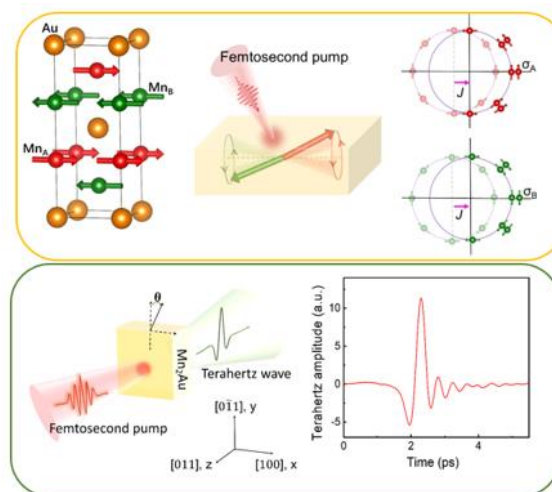 Au
Mn_B
Mn_A
Femtosecond pump
σ_A
J
σ_B
J
θ
Mn₂Au
Terahertz wave
Femtosecond pump
[01̄1], y
[011], z
[100], x
Terahertz amplitude (a.u.)
10
5
0
-5
0
2
4
Time (ps)